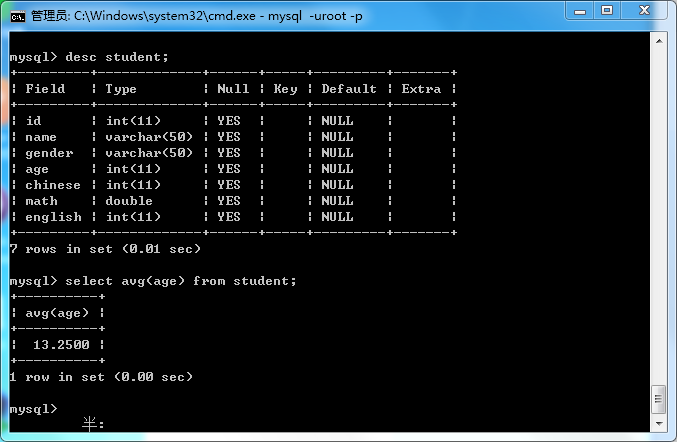 管理员: C:\Windows\system32\cmd.exe - mysql  -uroot -p
mysql> desc student;
+----------+-------------+------+-----+---------+-------+
| Field    | Type        | Null | Key | Default | Extra |
+----------+-------------+------+-----+---------+-------+
| id       | int(11)     | YES  |     | NULL    |       |
| name     | varchar(50) | YES  |     | NULL    |       |
| gender   | varchar(50) | YES  |     | NULL    |       |
| age      | int(11)     | YES  |     | NULL    |       |
| chinese  | int(11)     | YES  |     | NULL    |       |
| math     | double      | YES  |     | NULL    |       |
| english  | int(11)     | YES  |     | NULL    |       |
+----------+-------------+------+-----+---------+-------+
7 rows in set (0.01 sec)
mysql> select avg(age) from student;
+----------+
| avg(age) |
+----------+
|  13.2500 |
+----------+
1 row in set (0.00 sec)
mysql>
半: